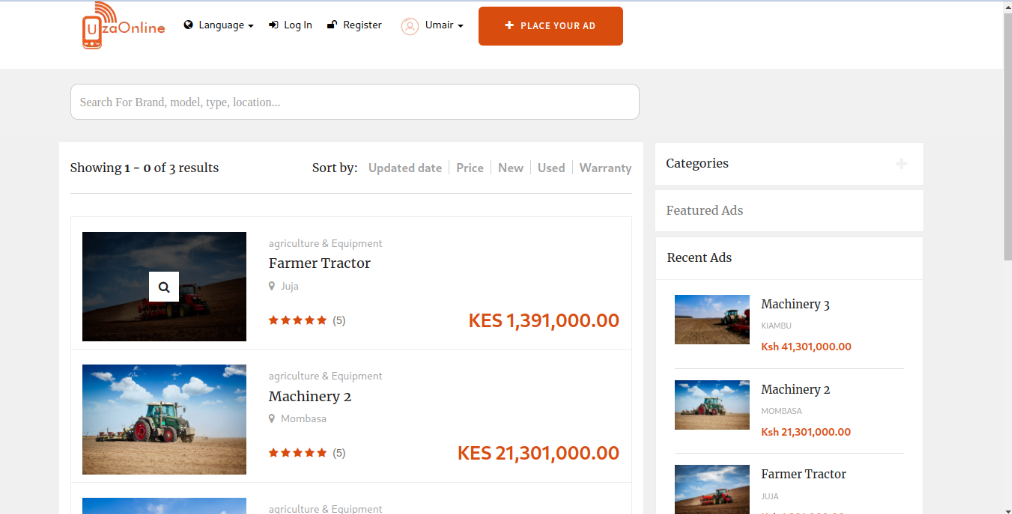 UzaOnline
Language
Log In
Register
Umair
+ PLACE YOUR AD
Search For Brand, model, type, location...
Showing 1 - 0 of 3 results
Sort by: Updated date | Price | New | Used | Warranty
agriculture & Equipment
Farmer Tractor
Juja
(5)
KES 1,391,000.00
agriculture & Equipment
Machinery 2
Mombasa
(5)
KES 21,301,000.00
agriculture & Equipment
Categories
Featured Ads
Recent Ads
Machinery 3
KIAMBU
Ksh 41,301,000.00
Machinery 2
MOMBASA
Ksh 21,301,000.00
Farmer Tractor
JUJA